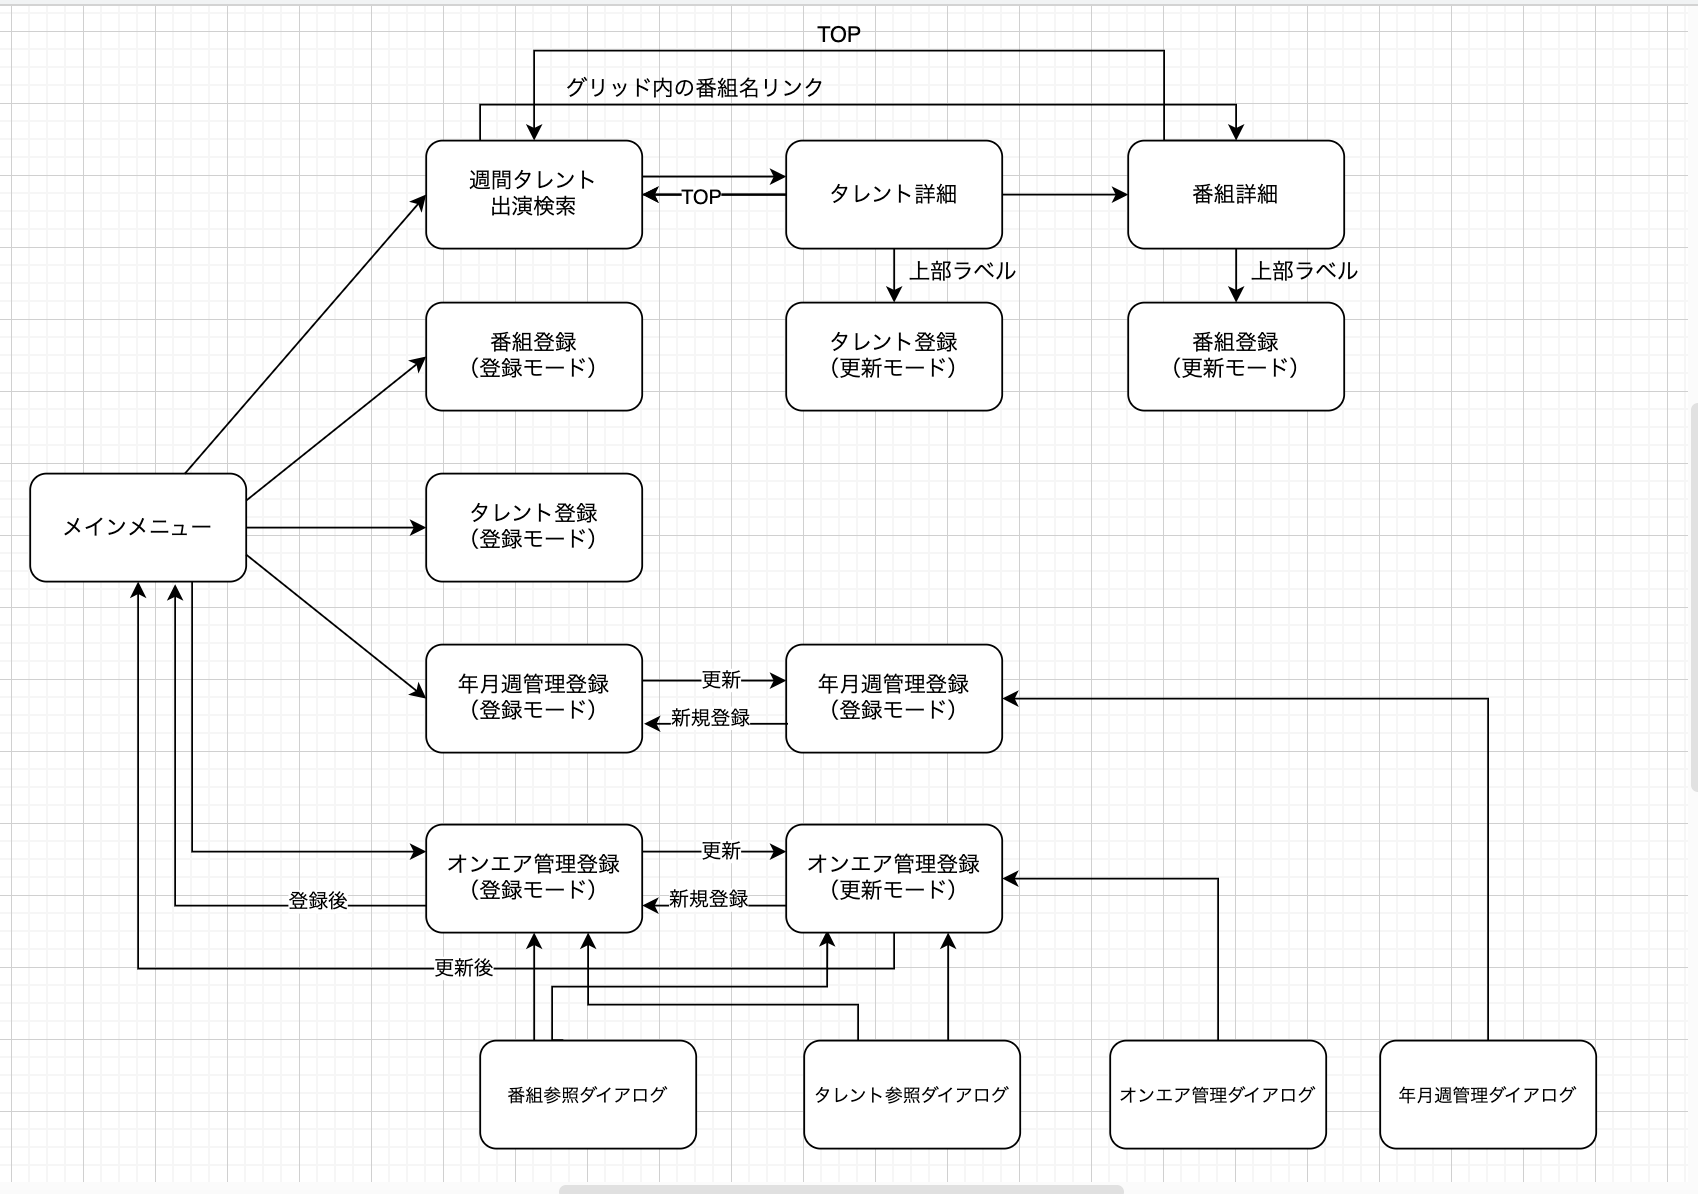 TOP
グリッド内の番組名リンク
週間タレント
出演検索
TOP
タレント詳細
番組詳細
上部ラベル
上部ラベル
番組登録
（登録モード）
タレント登録
（更新モード）
番組登録
（更新モード）
メインメニュー
タレント登録
（登録モード）
年月週管理登録
（登録モード）
更新
新規登録
年月週管理登録
（登録モード）
オンエア管理登録
（登録モード）
更新
新規登録
オンエア管理登録
（更新モード）
登録後
更新後
番組参照ダイアログ
タレント参照ダイアログ
オンエア管理ダイアログ
年月週管理ダイアログ